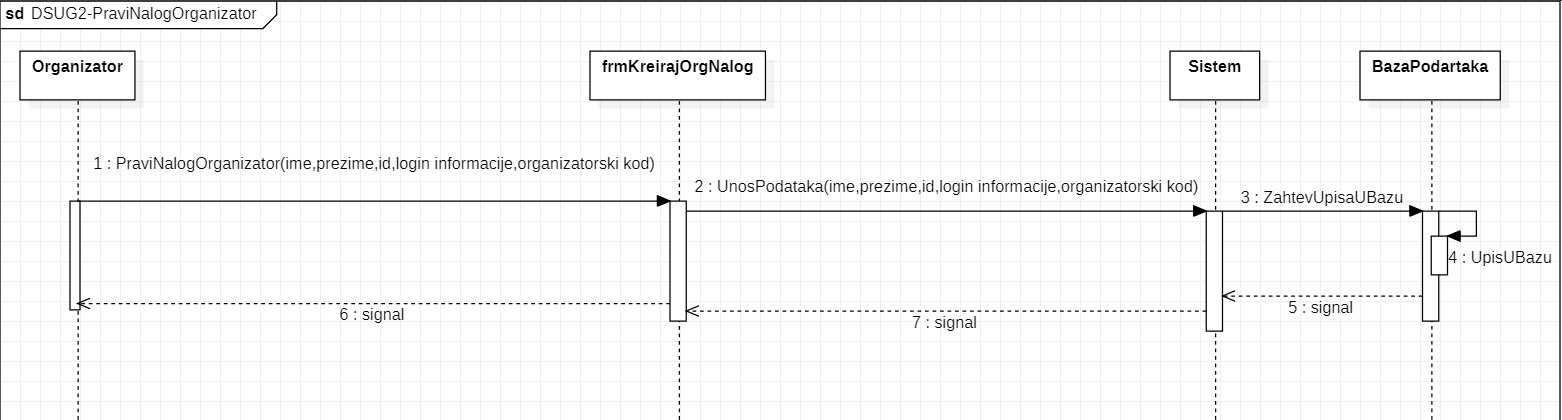 sd DSUG2-PraviNalogOrganizator
Organizator
frmKreirajOrgNalog
Sistem
BazaPodartaka
1 : PraviNalogOrganizator(ime,prezime,id,login informacije,organizatorski kod)
2 : UnosPodataka(ime,prezime,id,login informacije,organizatorski kod)
3 : ZahtevUpisaUBazu
4 : UpisUBazu
5 : signal
6 : signal
7 : signal